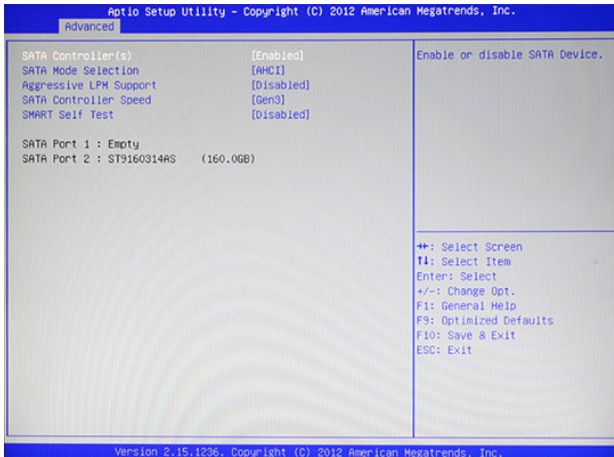 Aptio Setup Utility - Copyright (C) 2012 American Megatrends, Inc.
Advanced
SATA Controller(s) [Enabled]
SATA Mode Selection [AHCI]
Aggressive LPM Support [Disabled]
SATA Controller Speed [Gen3]
SMART Self Test [Disabled]
SATA Port 1 : Empty
SATA Port 2 : ST9160314AS (160.0GB)
Enable or disable SATA Device.
→←: Select Screen
↑↓: Select Item
Enter: Select
+/-: Change Opt.
F1: General Help
F9: Optimized Defaults
F10: Save & Exit
ESC: Exit
Version 2.15.1236. Copyright (C) 2012 American Megatrends, Inc.